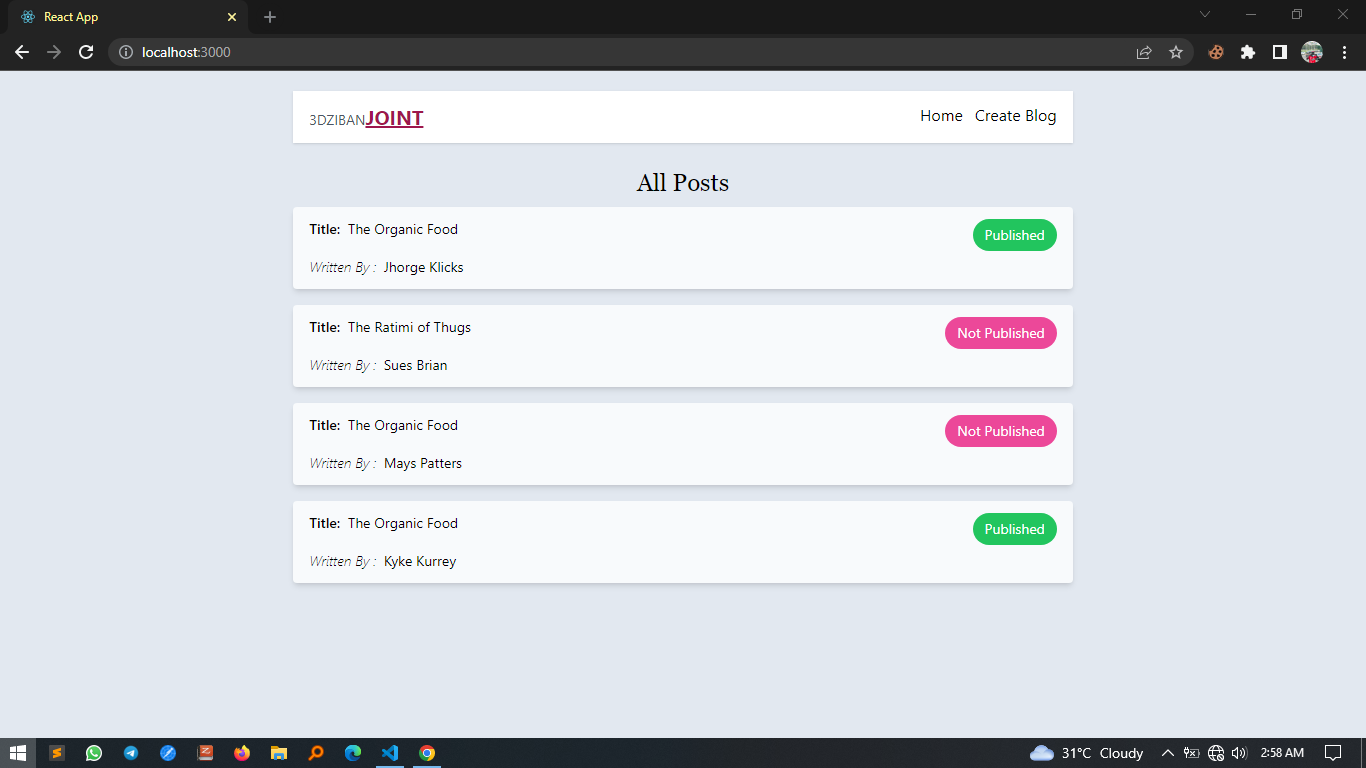 React App
localhost:3000
3DZIBANJOINT
Home Create Blog
All Posts
Title: The Organic Food
Published
Written By : Jhorge Klicks
Title: The Ratimi of Thugs
Not Published
Written By : Sues Brian
Title: The Organic Food
Not Published
Written By : Mays Patters
Title: The Organic Food
Published
Written By : Kyke Kurrey
31°C Cloudy
2:58 AM